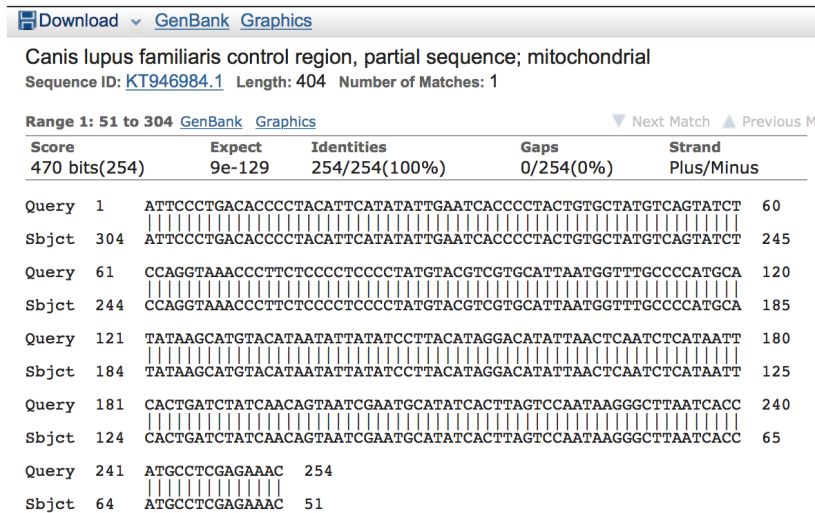 Download GenBank Graphics
Canis lupus familiaris control region, partial sequence; mitochondrial
Sequence ID: KT946984.1 Length: 404 Number of Matches: 1
Range 1: 51 to 304 GenBank Graphics Next Match Previous M
Score Expect Identities Gaps Strand
470 bits(254) 9e-129 254/254(100%) 0/254(0%) Plus/Minus
Query 1 ATTCCCTGACACCCCTACATTCATATATTGAATCACCCCTACTGTGCTATGTCAGTATCT 60
Sbjct 304 ATTCCCTGACACCCCTACATTCATATATTGAATCACCCCTACTGTGCTATGTCAGTATCT 245
Query 61 CCAGGTAAACCCTTCTCCCCTCCCCTATGTACGTCGTGCATTAATGGTTTGCCCCATGCA 120
Sbjct 244 CCAGGTAAACCCTTCTCCCCTCCCCTATGTACGTCGTGCATTAATGGTTTGCCCCATGCA 185
Query 121 TATAAGCATGTACATAATATTATATCCTTACATAGGACATATTAACTCAATCTCATAATT 180
Sbjct 184 TATAAGCATGTACATAATATTATATCCTTACATAGGACATATTAACTCAATCTCATAATT 125
Query 181 CACTGATCTATCAACAGTAATCGAATGCATATCACTTAGTCCAATAAGGGCTTAATCACC 240
Sbjct 124 CACTGATCTATCAACAGTAATCGAATGCATATCACTTAGTCCAATAAGGGCTTAATCACC 65
Query 241 ATGCCTCGAGAAAC 254
Sbjct 64 ATGCCTCGAGAAAC 51